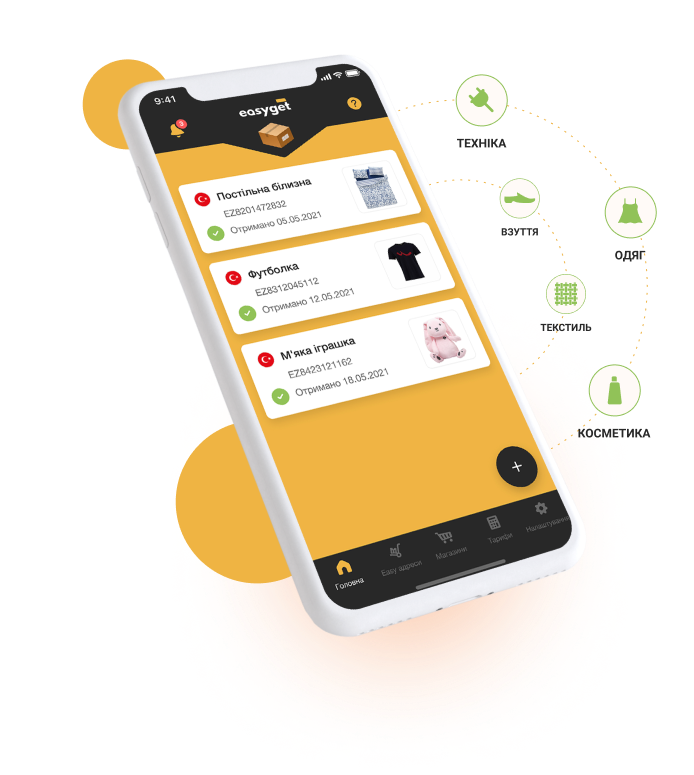 9:41
easyget
3
?
Постільна білизна
EZ8201472832
Отримано 05.05.2021
Футболка
EZ8312045112
Отримано 12.05.2021
М'яка іграшка
EZ8423121162
Отримано 18.05.2021
+
Головна
Easy адреси
Магазини
Тарифи
Налаштування
ТЕХНІКА
ВЗУТТЯ
ОДЯГ
ТЕКСТИЛЬ
КОСМЕТИКА